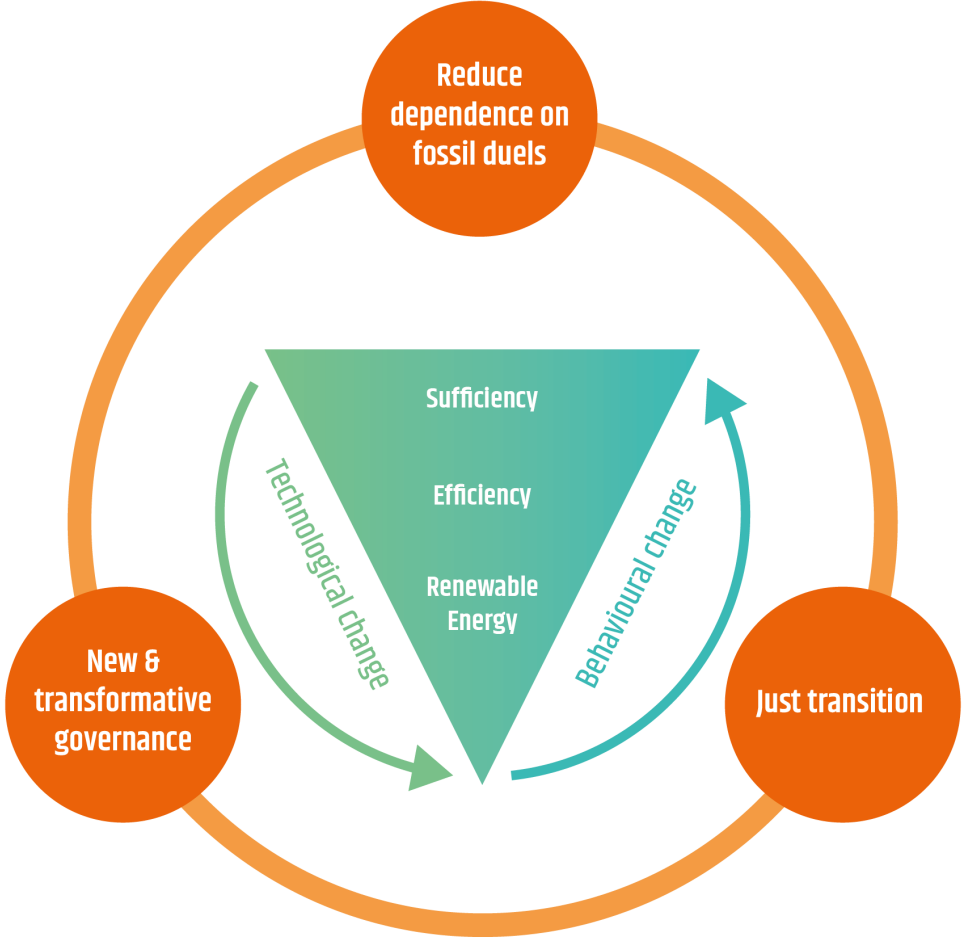 Reduce
dependence on
fossil duels
Sufficiency
Efficiency
Renewable
Energy
Technological change
Behavioural change
New &
transformative
governance
Just transition